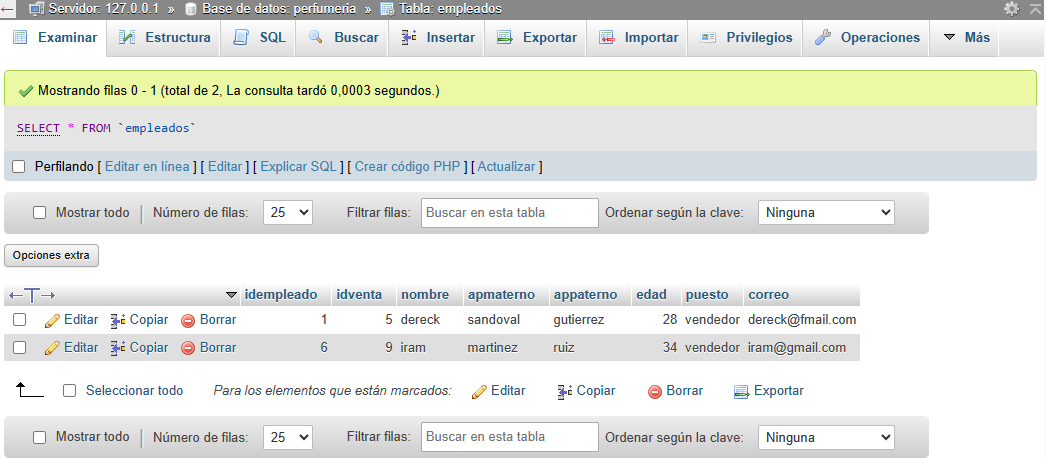 Servidor: 127.0.0.1 » Base de datos: perfumeria » Tabla: empleados
Examinar Estructura SQL Buscar Insertar Exportar Importar Privilegios Operaciones Más
Mostrando filas 0 - 1 (total de 2, La consulta tardó 0,0003 segundos.)
SELECT * FROM `empleados`
Perfilando [ Editar en línea ] [ Editar ] [ Explicar SQL ] [ Crear código PHP ] [ Actualizar ]
Mostrar todo Número de filas: 25 Filtrar filas: Buscar en esta tabla Ordenar según la clave: Ninguna
Opciones extra
idempleado idventa nombre apmaterno appaterno edad puesto correo
Editar Copiar Borrar 1 5 dereck sandoval gutierrez 28 vendedor dereck@fmail.com
Editar Copiar Borrar 6 9 iram martinez ruiz 34 vendedor iram@gmail.com
Seleccionar todo Para los elementos que están marcados: Editar Copiar Borrar Exportar
Mostrar todo Número de filas: 25 Filtrar filas: Buscar en esta tabla Ordenar según la clave: Ninguna